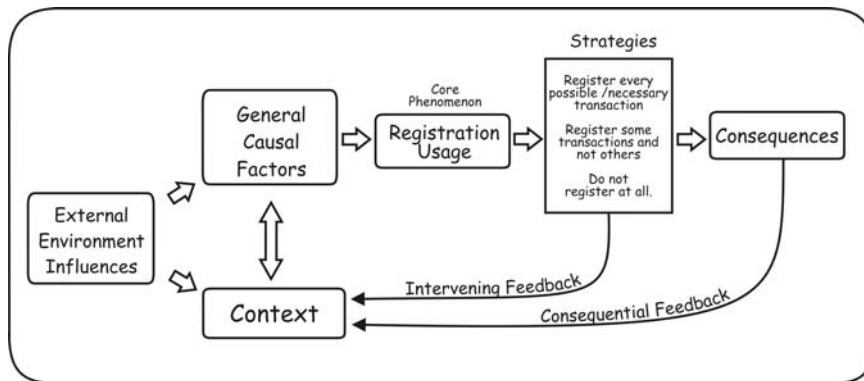 Strategies
Core
Phenomenon
General
Causal
Factors
Registration
Usage
Register every
possible /necessary
transaction
Register some
transactions and
not others
Do not
register at all.
Consequences
External
Environment
Influences
Context
Intervening Feedback
Consequential Feedback